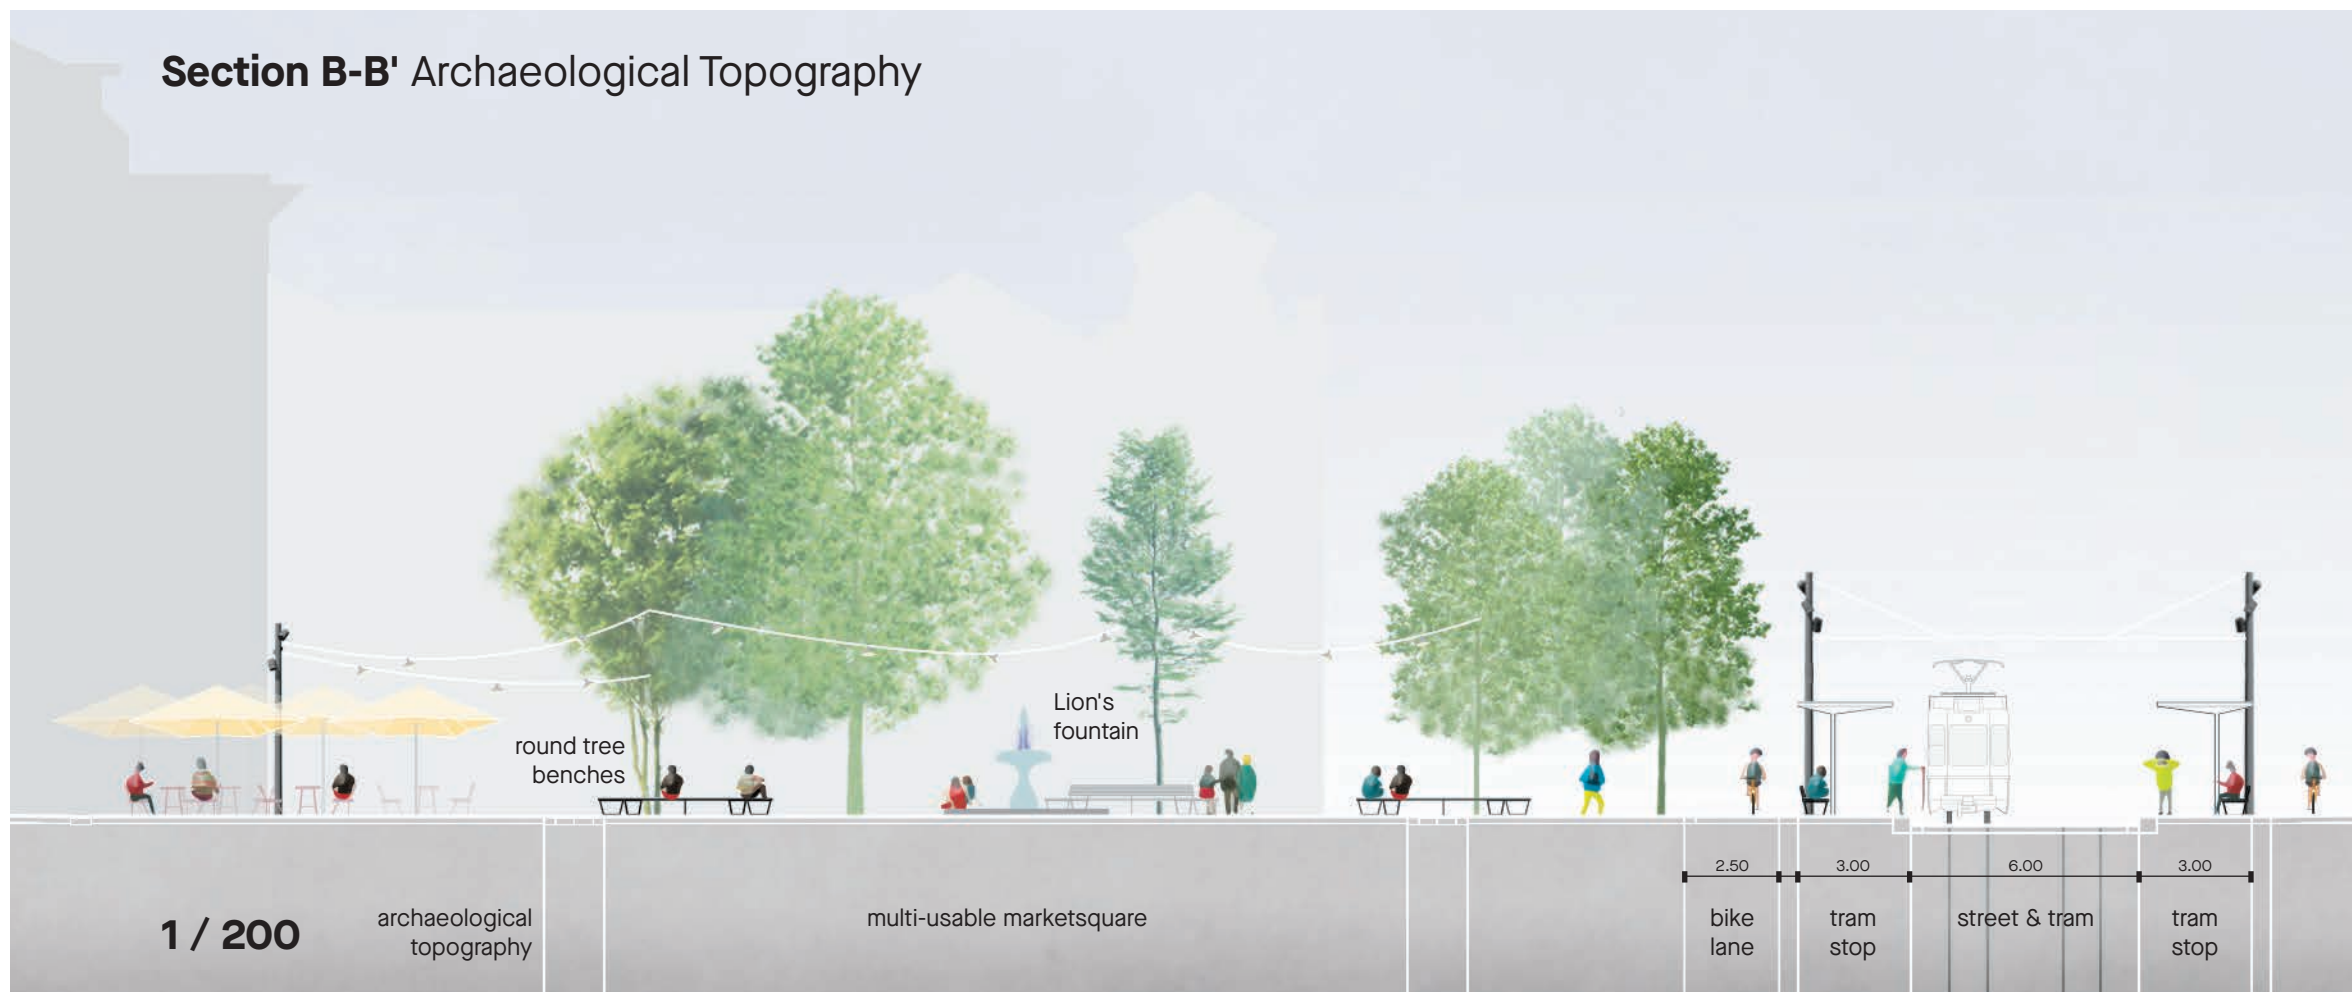 Section B-B' Archaeological Topography
Lion's
fountain
round tree
benches
2.50
3.00
6.00
3.00
1 / 200
archaeological
topography
multi-usable marketsquare
bike
lane
tram
stop
street & tram
tram
stop